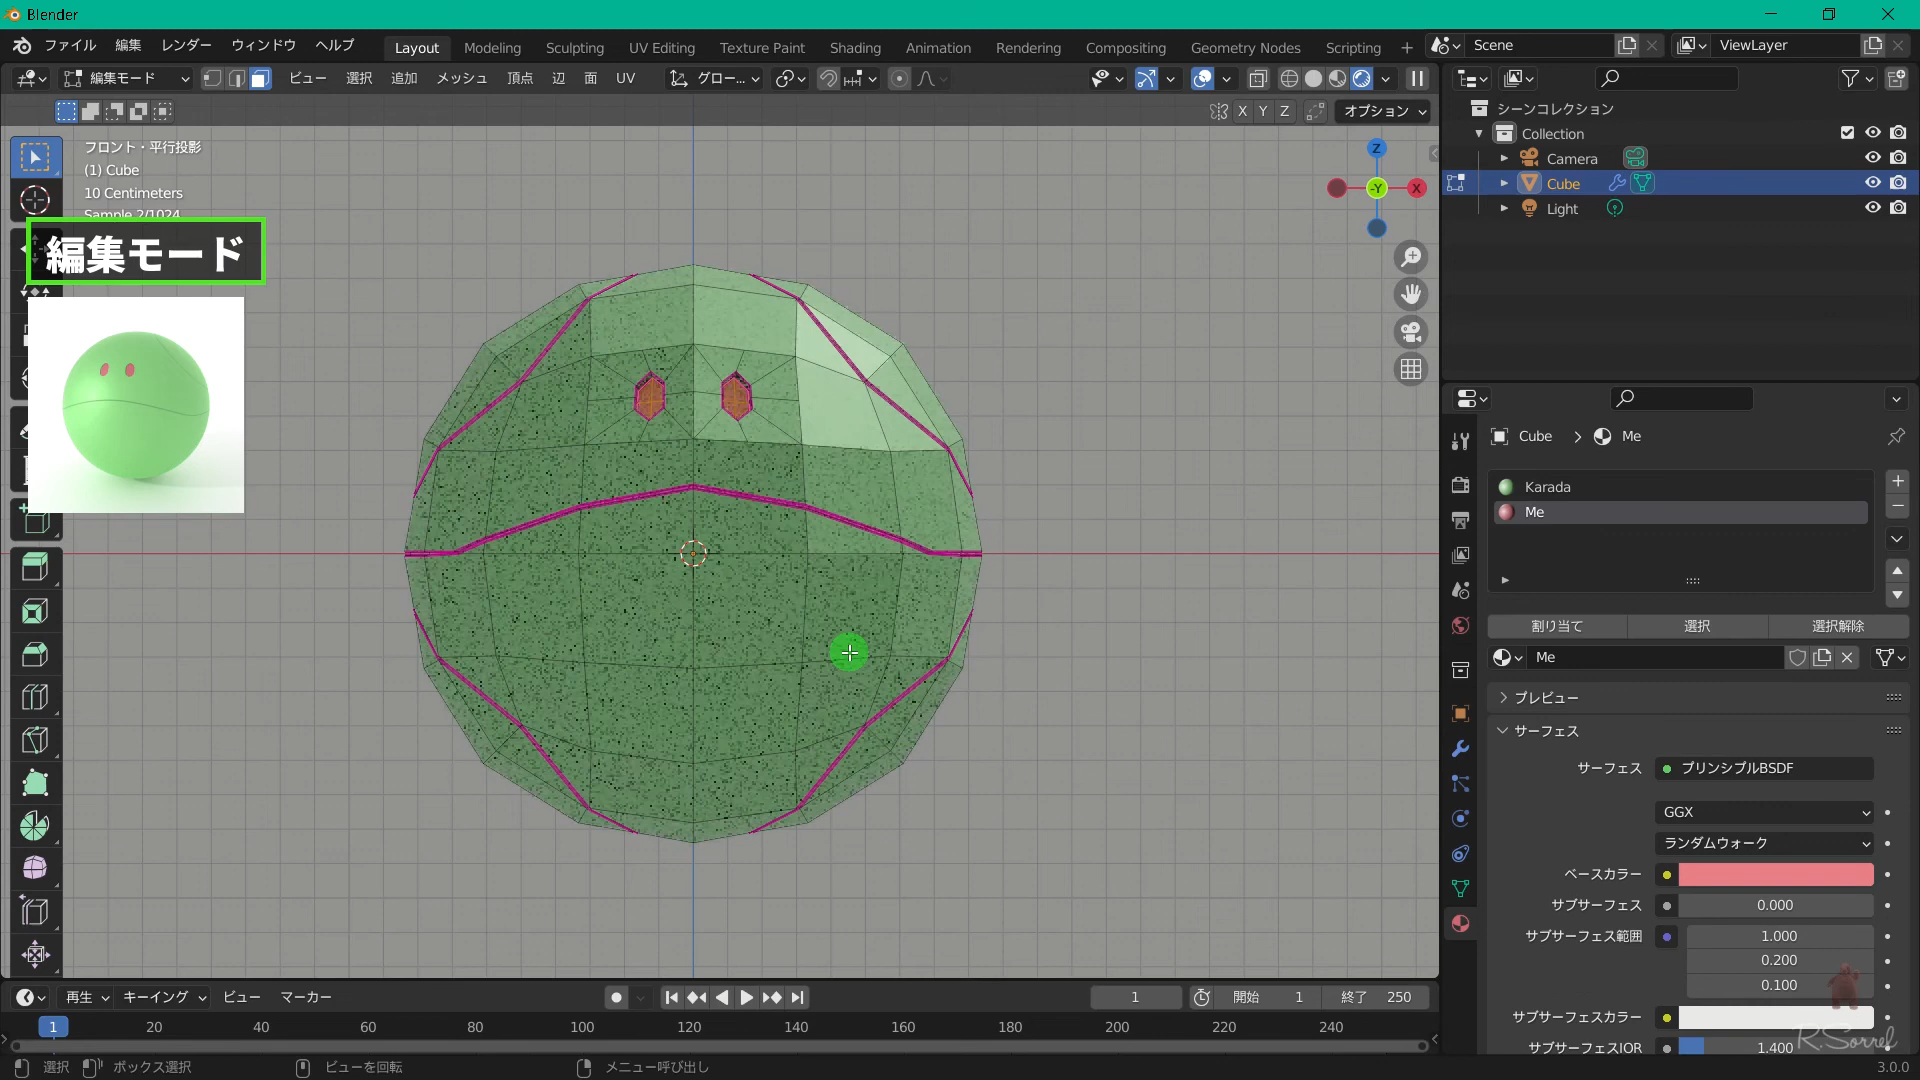 Blender
ファイル 編集 レンダー ウィンドウ ヘルプ Layout Modeling Sculpting UV Editing Texture Paint Shading Animation Rendering Compositing Geometry Nodes Scripting + Scene ViewLayer
編集モード ビュー 選択 追加 メッシュ 頂点 辺 面 UV グロー...
X Y Z オプション
フロント・平行投影
(1) Cube
10 Centimeters
Sample 2/1024
編集モード
Z
-Y X
シーンコレクション
Collection
Camera
Cube
Light
Cube > Me
Karada
Me
割り当て 選択 選択解除
Me
プレビュー
サーフェス
サーフェス プリンシプルBSDF
GGX
ランダムウォーク
ベースカラー
サブサーフェス 0.000
サブサーフェス範囲 1.000
0.200
0.100
サブサーフェスカラー
サブサーフェスIOR 1.400
R.Sorrel
再生 キーイング ビュー マーカー 1 開始 1 終了 250
1 20 40 60 80 100 120 140 160 180 200 220 240
選択 ボックス選択 ビューを回転 メニュー呼び出し 3.0.0